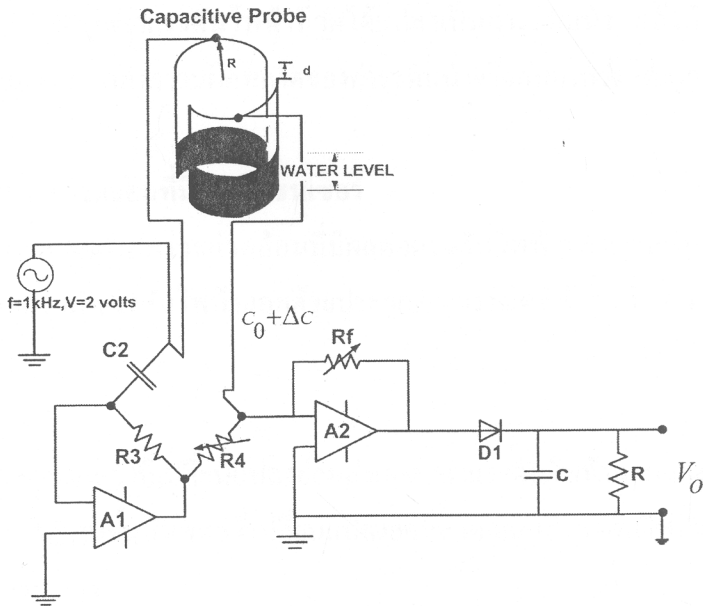 Capacitive Probe
R
d
WATER LEVEL
f=1kHz,V=2 volts
C0+ΔC
C2
Rf
R3
R4
A2
D1
C
R
VO
A1